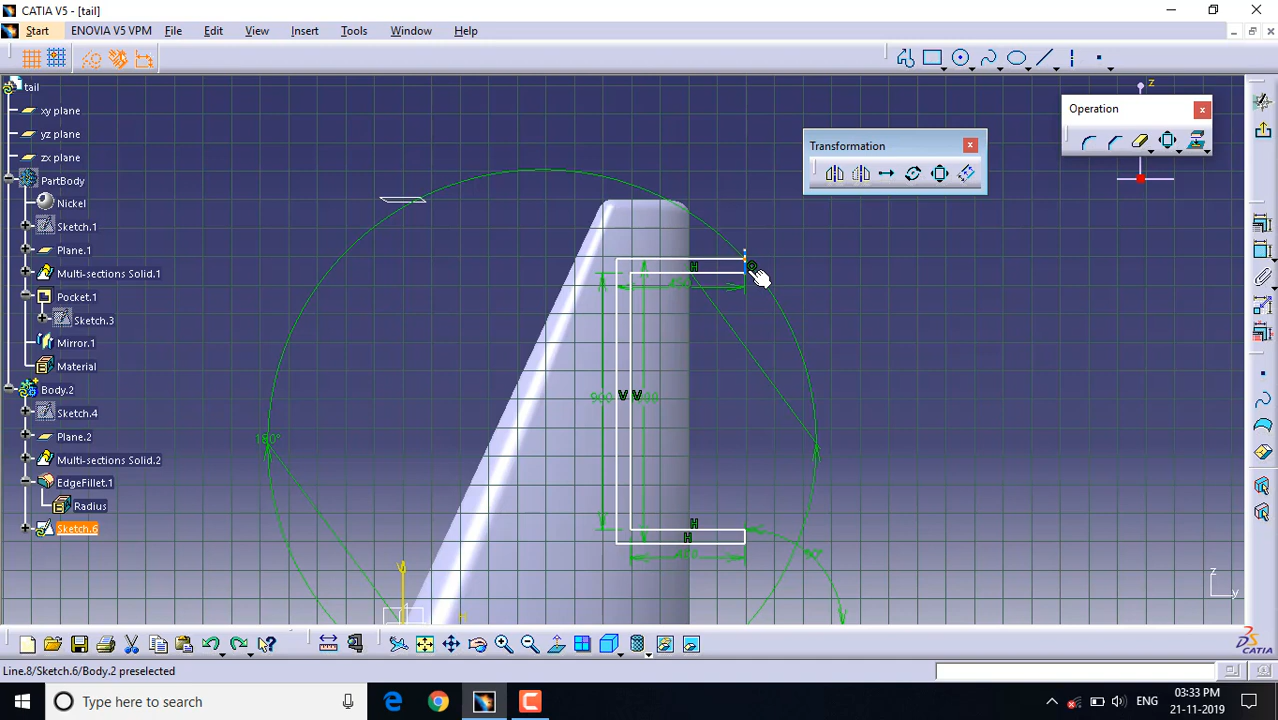 CATIA V5 - [tail]
Start
ENOVIA V5 VPM
File
Edit
View
Insert
Tools
Window
Help
tail
xy plane
yz plane
zx plane
PartBody
Nickel
Sketch.1
Plane.1
Multi-sections Solid.1
Pocket.1
Sketch.3
Mirror.1
Material
Body.2
Sketch.4
Plane.2
Multi-sections Solid.2
EdgeFillet.1
Radius
Sketch.6
Operation
Transformation
z
H
900
V V
180°
H
H
V
z
y
CATIA
Line.8/Sketch.6/Body.2 preselected
Type here to search
ENG
03:33 PM
21-11-2019